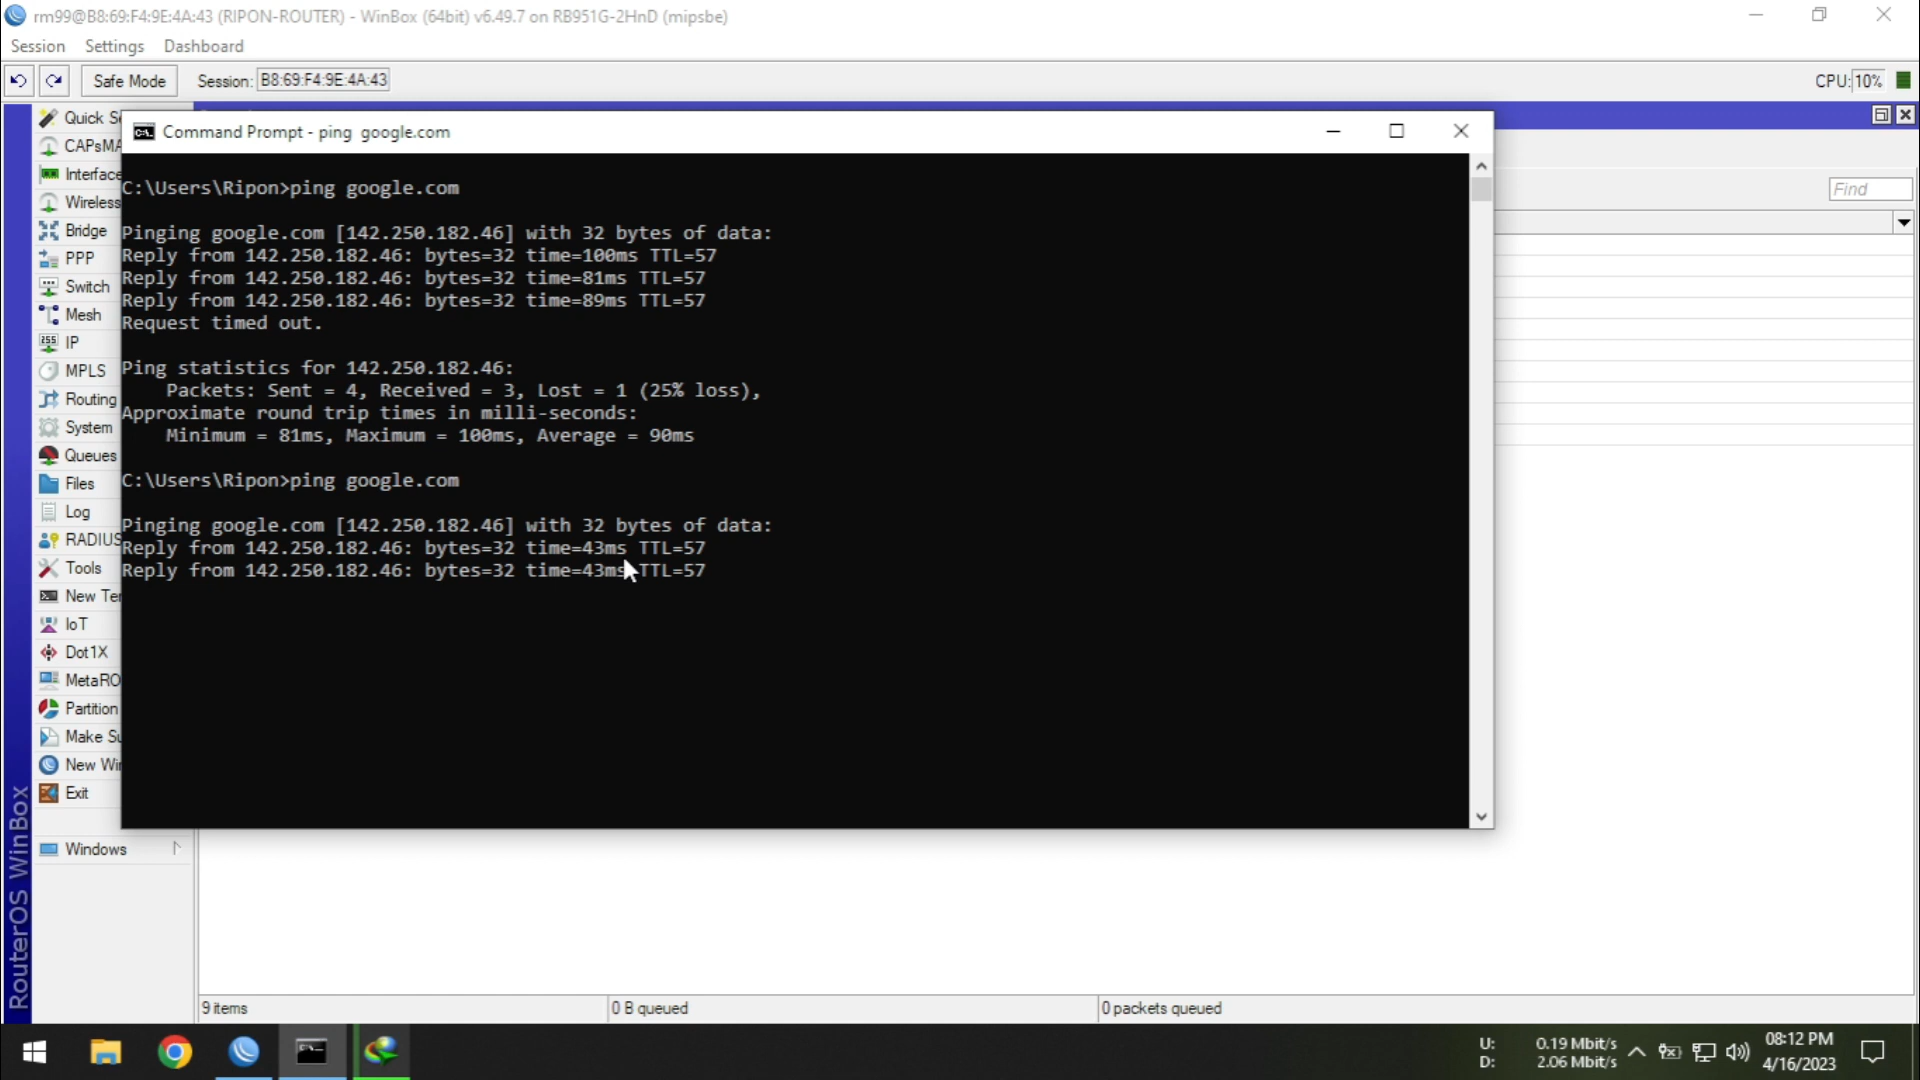 rm99@B8:69:F4:9E:4A:43 (RIPON-ROUTER) - WinBox (64bit) v6.49.7 on RB951G-2HnD (mipsbe)
Session Settings Dashboard
Safe Mode Session: B8:69:F4:9E:4A:43 CPU: 10%
Command Prompt - ping google.com
Find
Quick S
CAPsMA
Interface
Wireless
Bridge
PPP
Switch
Mesh
IP
MPLS
Routing
System
Queues
Files
Log
RADIUS
Tools
New Te
IoT
Dot1X
MetaRO
Partition
Make Su
New Wi
Exit
Windows
RouterOS WinBox
C:\Users\Ripon>ping google.com
Pinging google.com [142.250.182.46] with 32 bytes of data:
Reply from 142.250.182.46: bytes=32 time=100ms TTL=57
Reply from 142.250.182.46: bytes=32 time=81ms TTL=57
Reply from 142.250.182.46: bytes=32 time=89ms TTL=57
Request timed out.
Ping statistics for 142.250.182.46:
Packets: Sent = 4, Received = 3, Lost = 1 (25% loss),
Approximate round trip times in milli-seconds:
Minimum = 81ms, Maximum = 100ms, Average = 90ms
C:\Users\Ripon>ping google.com
Pinging google.com [142.250.182.46] with 32 bytes of data:
Reply from 142.250.182.46: bytes=32 time=43ms TTL=57
Reply from 142.250.182.46: bytes=32 time=43ms TTL=57
9 items 0 B queued 0 packets queued
U: 0.19 Mbit/s
D: 2.06 Mbit/s
08:12 PM
4/16/2023